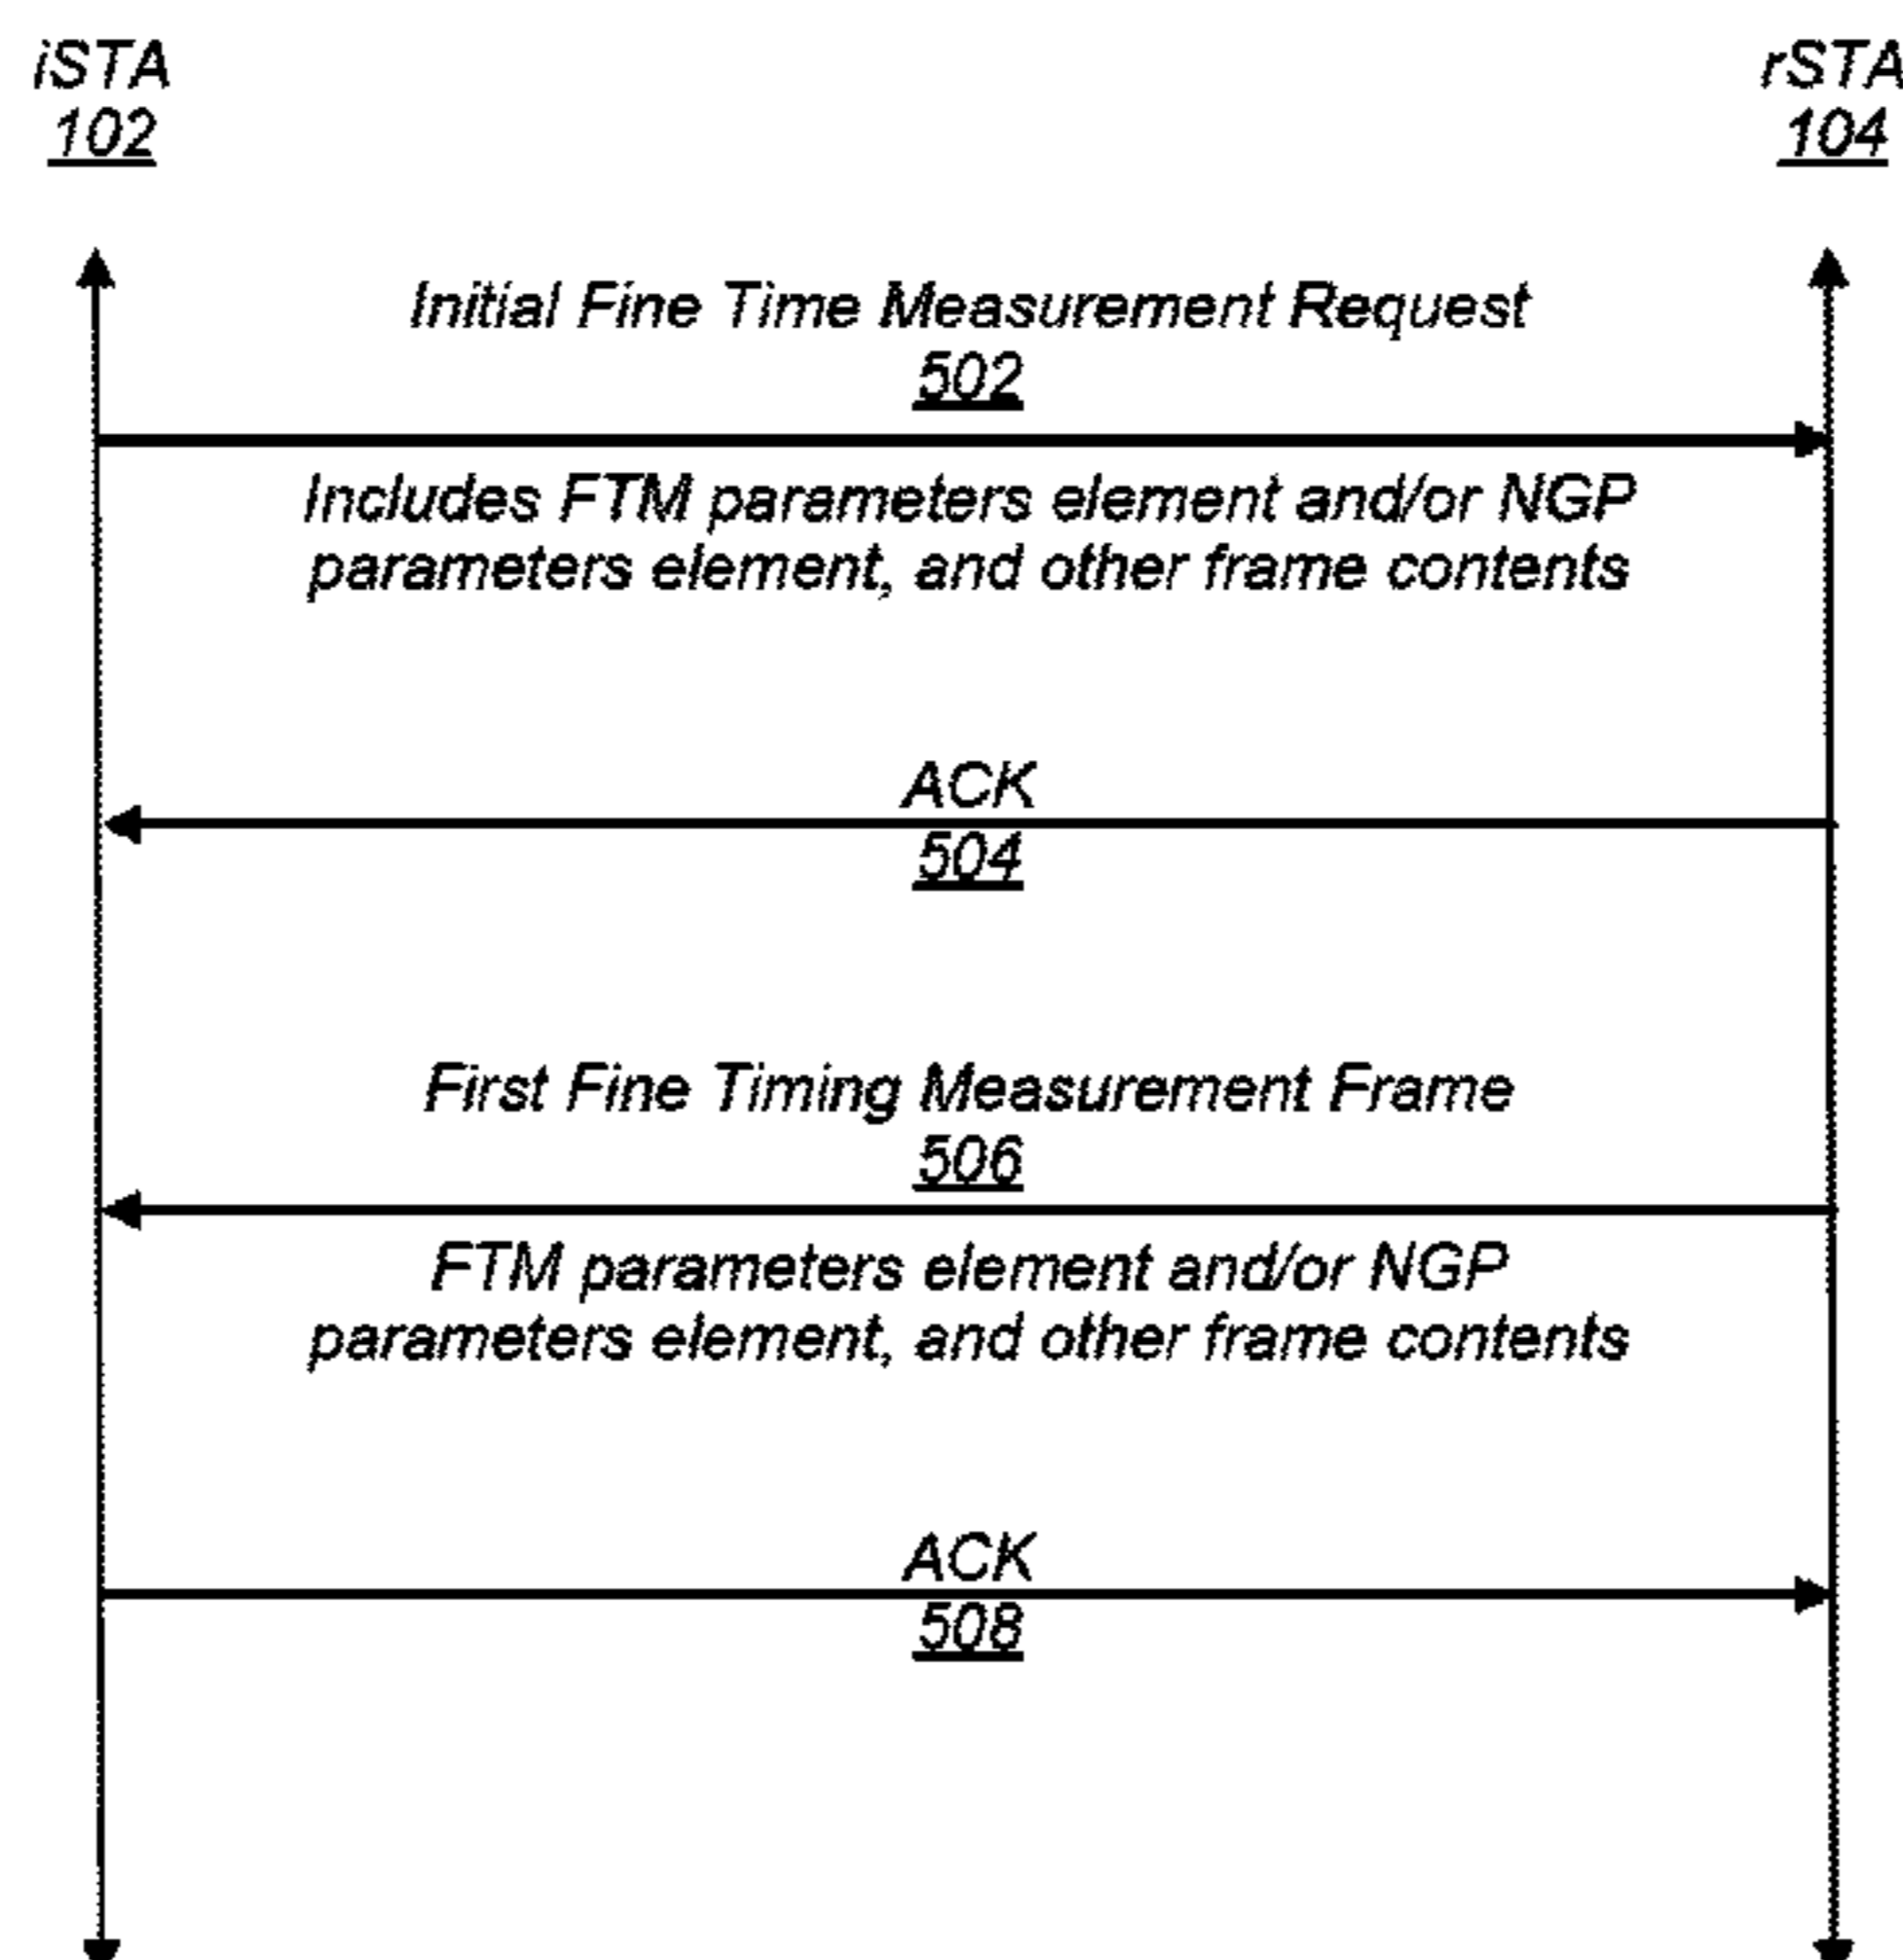 iSTA
102
rSTA
104
Initial Fine Time Measurement Request
502
Includes FTM parameters element and/or NGP
parameters element, and other frame contents
ACK
504
First Fine Timing Measurement Frame
506
FTM parameters element and/or NGP
parameters element, and other frame contents
ACK
508